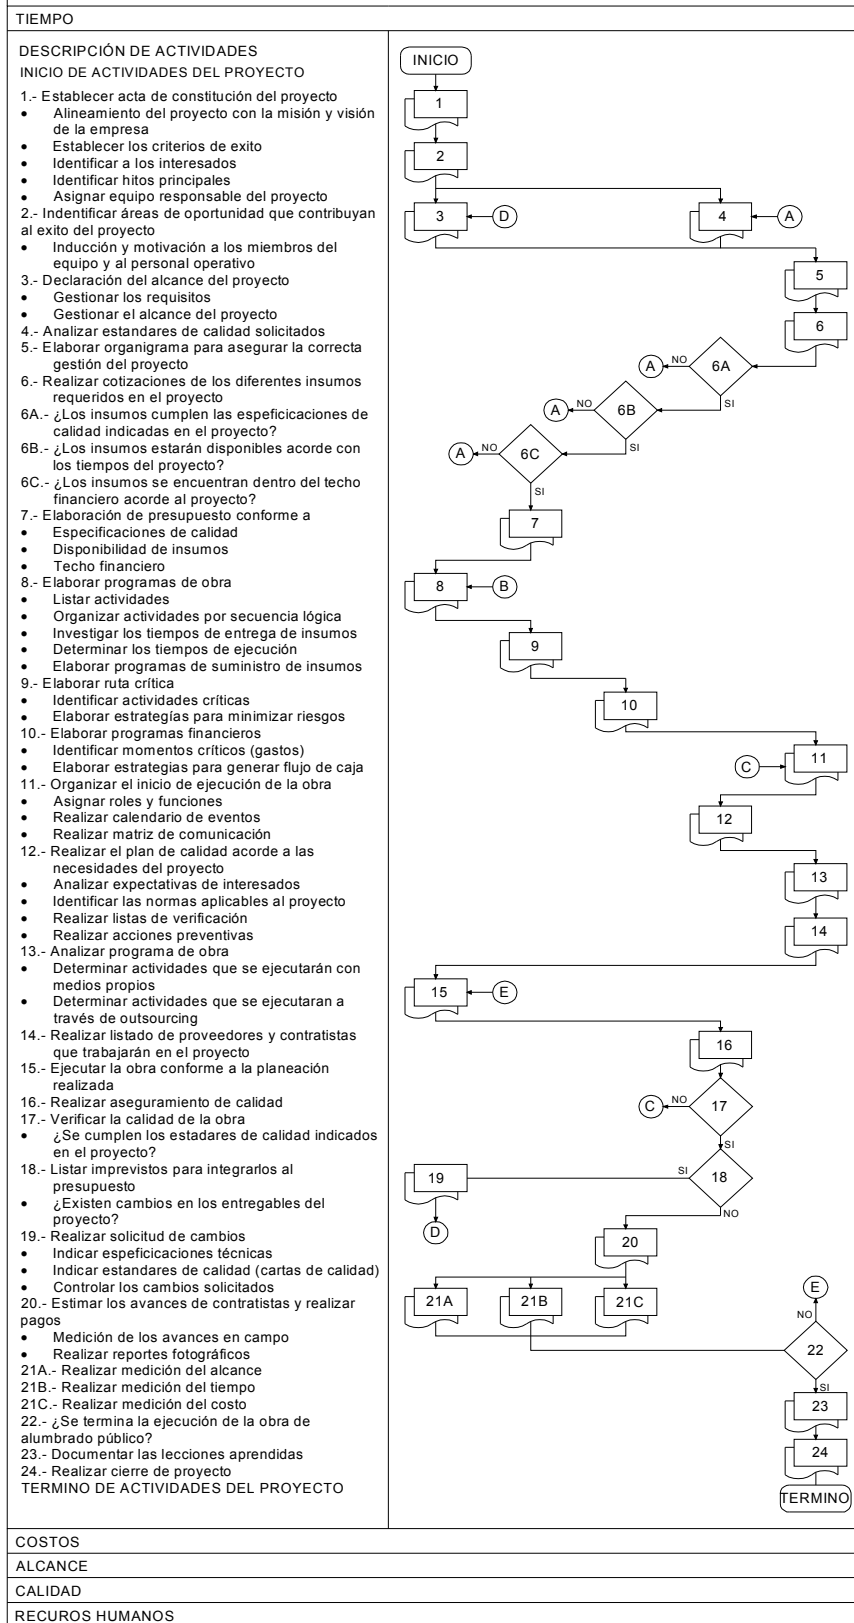 TIEMPO
DESCRIPCIÓN DE ACTIVIDADES
INICIO DE ACTIVIDADES DEL PROYECTO
1.- Establecer acta de constitución del proyecto
• Alineamiento del proyecto con la misión y visión
de la empresa
• Establecer los criterios de exito
• Identificar a los interesados
• Identificar hitos principales
• Asignar equipo responsable del proyecto
2.- Indentificar áreas de oportunidad que contribuyan
al exito del proyecto
• Inducción y motivación a los miembros del
equipo y al personal operativo
3.- Declaración del alcance del proyecto
• Gestionar los requisitos
• Gestionar el alcance del proyecto
4.- Analizar estandares de calidad solicitados
5.- Elaborar organigrama para asegurar la correcta
gestión del proyecto
6.- Realizar cotizaciones de los diferentes insumos
requeridos en el proyecto
6A.- ¿Los insumos cumplen las espeficicaciones de
calidad indicadas en el proyecto?
6B.- ¿Los insumos estarán disponibles acorde con
los tiempos del proyecto?
6C.- ¿Los insumos se encuentran dentro del techo
financiero acorde al proyecto?
7.- Elaboración de presupuesto conforme a
• Especificaciones de calidad
• Disponibilidad de insumos
• Techo financiero
8.- Elaborar programas de obra
• Listar actividades
• Organizar actividades por secuencia lógica
• Investigar los tiempos de entrega de insumos
• Determinar los tiempos de ejecución
• Elaborar programas de suministro de insumos
9.- Elaborar ruta crítica
• Identificar actividades críticas
• Elaborar estrategías para minimizar riesgos
10.- Elaborar programas financieros
• Identificar momentos críticos (gastos)
• Elaborar estrategias para generar flujo de caja
11.- Organizar el inicio de ejecución de la obra
• Asignar roles y funciones
• Realizar calendario de eventos
• Realizar matriz de comunicación
12.- Realizar el plan de calidad acorde a las
necesidades del proyecto
• Analizar expectativas de interesados
• Identificar las normas aplicables al proyecto
• Realizar listas de verificación
• Realizar acciones preventivas
13.- Analizar programa de obra
• Determinar actividades que se ejecutarán con
medios propios
• Determinar actividades que se ejecutaran a
través de outsourcing
14.- Realizar listado de proveedores y contratistas
que trabajarán en el proyecto
15.- Ejecutar la obra conforme a la planeación
realizada
16.- Realizar aseguramiento de calidad
17.- Verificar la calidad de la obra
• ¿Se cumplen los estadares de calidad indicados
en el proyecto?
18.- Listar imprevistos para integrarlos al
presupuesto
• ¿Existen cambios en los entregables del
proyecto?
19.- Realizar solicitud de cambios
• Indicar espeficicaciones técnicas
• Indicar estandares de calidad (cartas de calidad)
• Controlar los cambios solicitados
20.- Estimar los avances de contratistas y realizar
pagos
• Medición de los avances en campo
• Realizar reportes fotográficos
21A.- Realizar medición del alcance
21B.- Realizar medición del tiempo
21C.- Realizar medición del costo
22.- ¿Se termina la ejecución de la obra de
alumbrado público?
23.- Documentar las lecciones aprendidas
24.- Realizar cierre de proyecto
TERMINO DE ACTIVIDADES DEL PROYECTO
INICIO
1
2
3 D 4 A
5
6
A NO 6A
SI
A NO 6B
SI
A NO 6C
SI
7
8 B
9
10
C 11
12
13
14
15 E
16
C NO 17
SI
19 SI 18
NO
D
20
21A 21B 21C
E
NO
22
SI
23
24
TERMINO
COSTOS
ALCANCE
CALIDAD
RECUROS HUMANOS